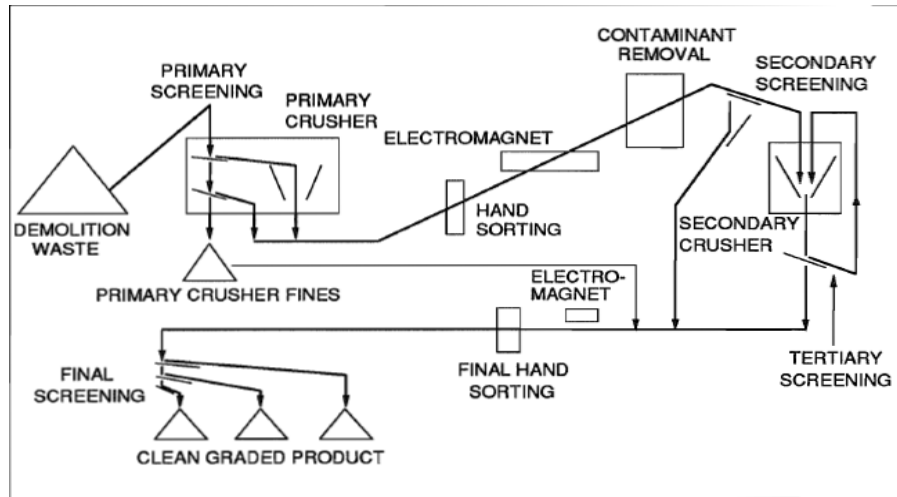 CONTAMINANT
REMOVAL
PRIMARY
SCREENING
SECONDARY
SCREENING
PRIMARY
CRUSHER
ELECTROMAGNET
DEMOLITION
WASTE
HAND
SORTING
SECONDARY
CRUSHER
PRIMARY CRUSHER FINES
ELECTRO-
MAGNET
FINAL
SCREENING
FINAL HAND
SORTING
TERTIARY
SCREENING
CLEAN GRADED PRODUCT